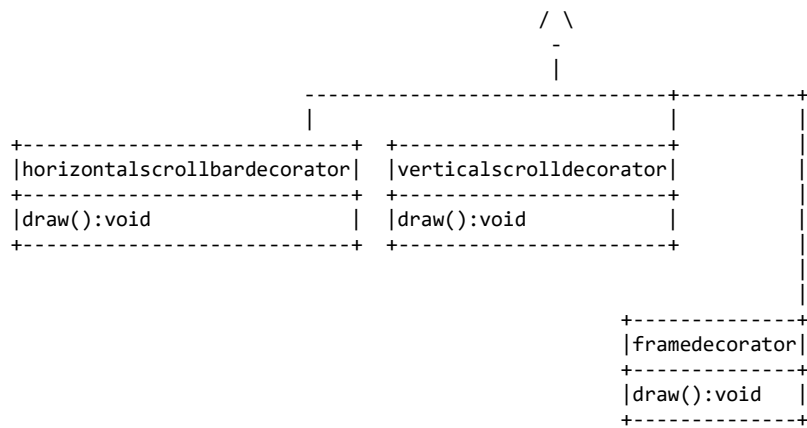 horizontalscrollbardecorator verticalscrolldecorator
draw():void draw():void
framedecorator
draw():void